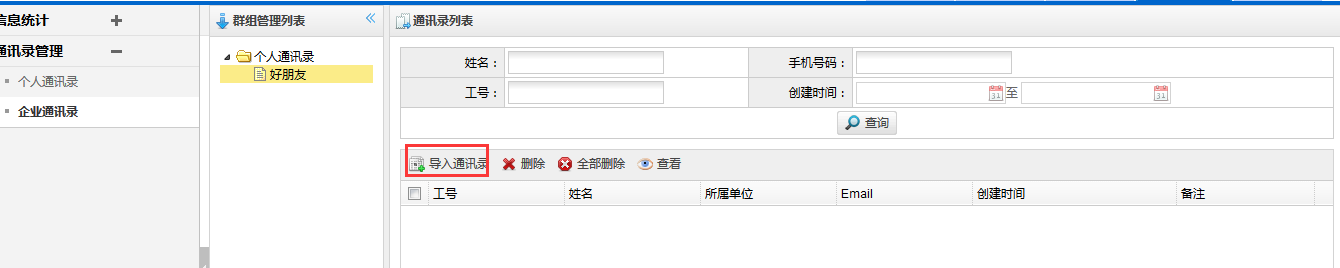 信息统计
通讯录管理
个人通讯录
企业通讯录
群组管理列表
个人通讯录
好朋友
通讯录列表
姓名：
手机号码：
工号：
创建时间：
31
至
31
查询
导入通讯录
删除
全部删除
查看
工号
姓名
所属单位
Email
创建时间
备注